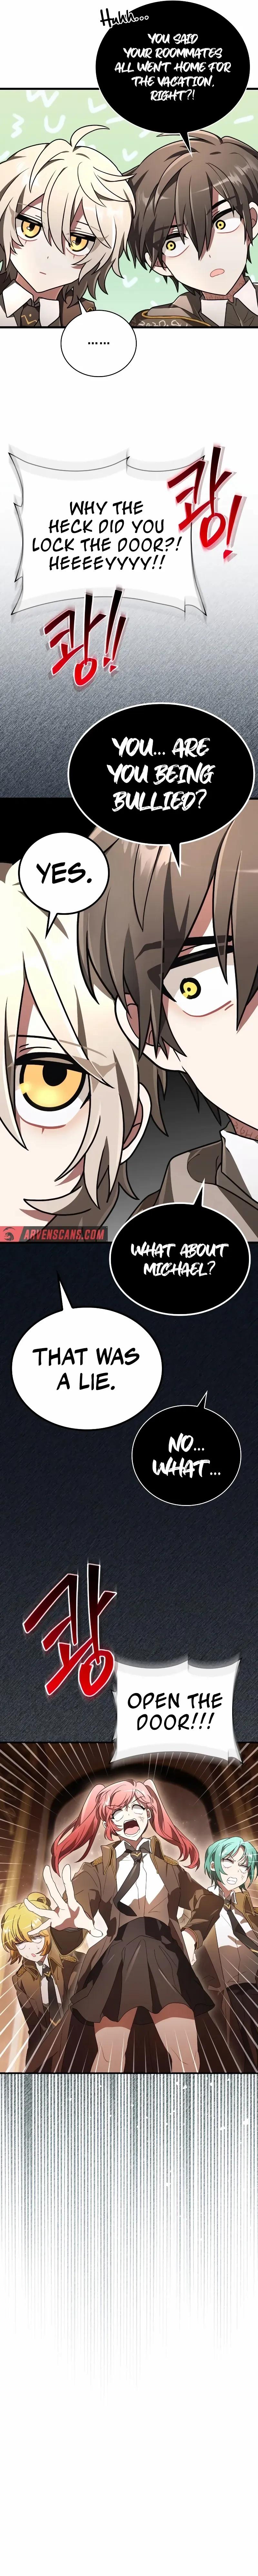 Huhh...
YOU SAID
YOUR ROOMMATES
ALL WENT HOME FOR
THE VACATION,
RIGHT?!
......
쾅!
WHY THE
HECK DID YOU
LOCK THE DOOR?!
HEEEEYYYY!!
쾅!!
YOU... ARE
YOU BEING
BULLIED?
YES.
ARVENSCANS.COM
WHAT ABOUT
MICHAEL?
THAT WAS
A LIE.
NO...
WHAT...
쾅
OPEN THE
DOOR!!!